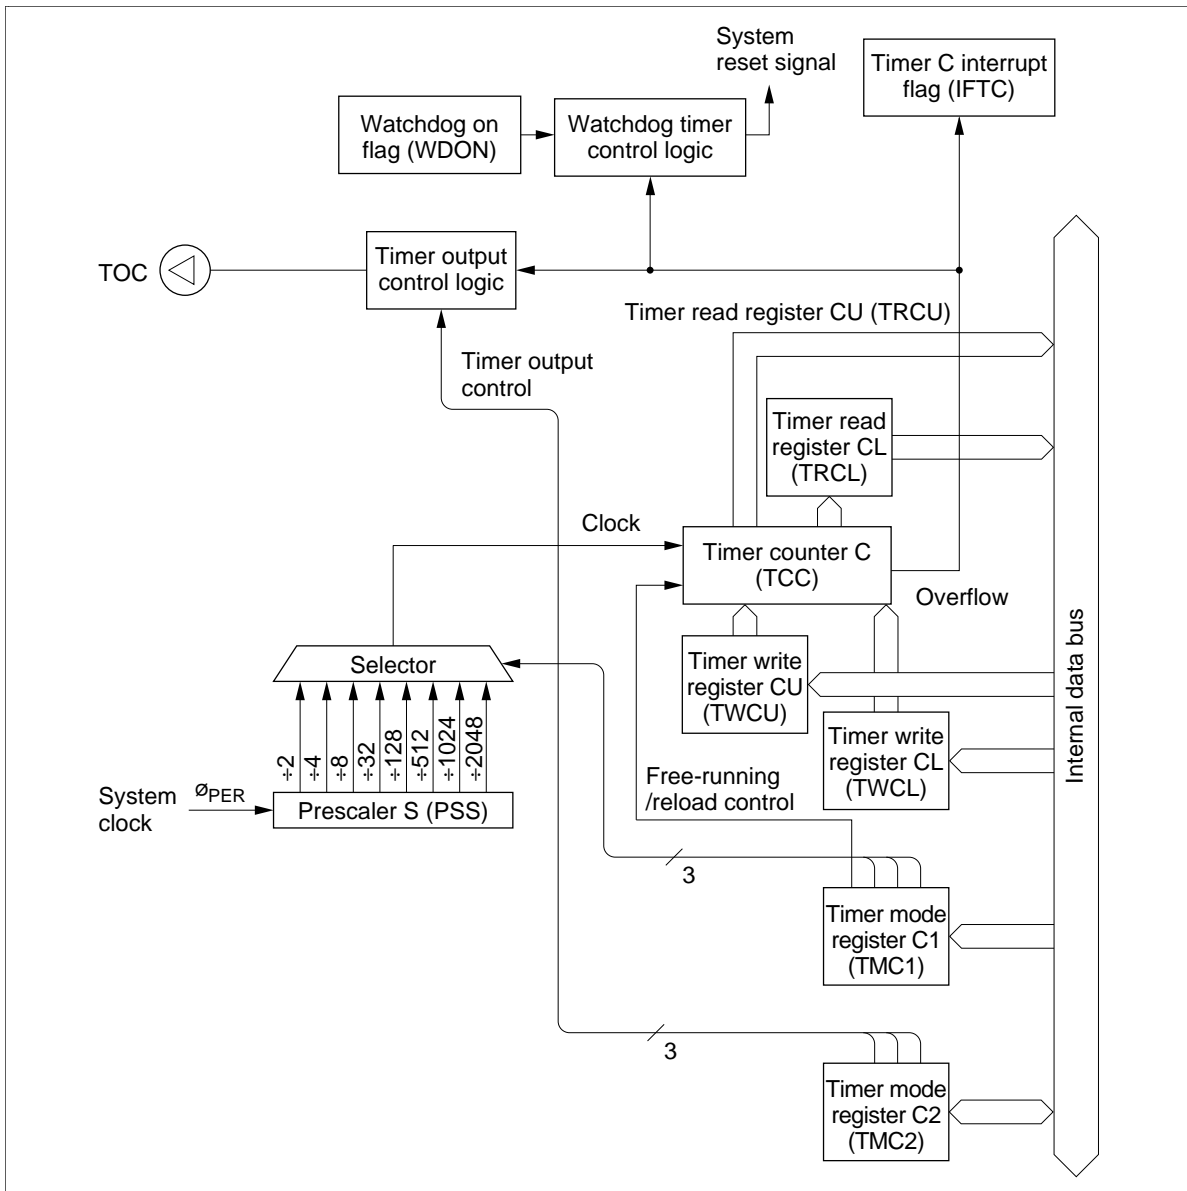 System
reset signal
Timer C interrupt
flag (IFTC)
Watchdog on
flag (WDON)
Watchdog timer
control logic
TOC
Timer output
control logic
Timer read register CU (TRCU)
Timer output
control
Timer read
register CL
(TRCL)
Clock
Timer counter C
(TCC)
Overflow
Internal data bus
Selector
Timer write
register CU
(TWCU)
÷2
÷4
÷8
÷32
÷128
÷512
÷1024
÷2048
Timer write
register CL
(TWCL)
Free-running
/reload control
System
clock
øPER
Prescaler S (PSS)
3
Timer mode
register C1
(TMC1)
3
Timer mode
register C2
(TMC2)